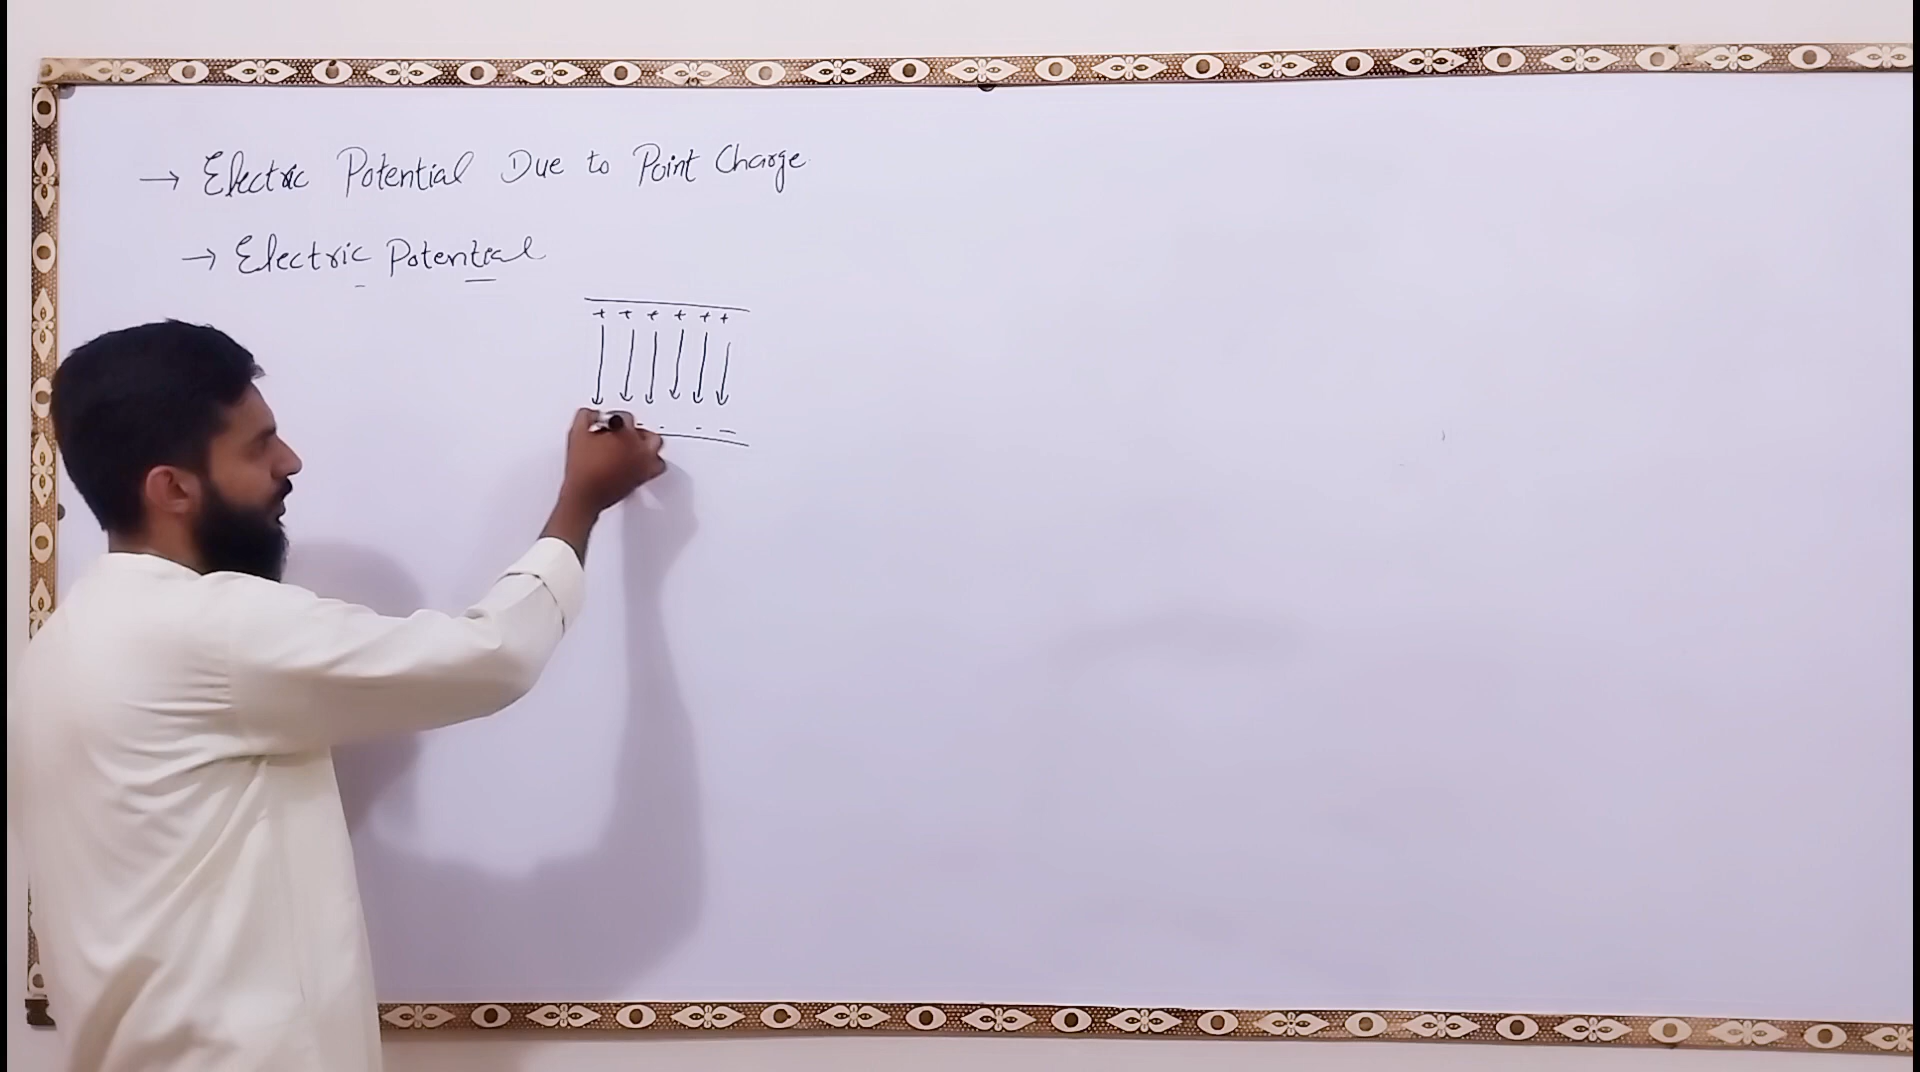 → Electric Potential Due to Point Charge
→ Electric Potential
+ + + + + +
- - - -